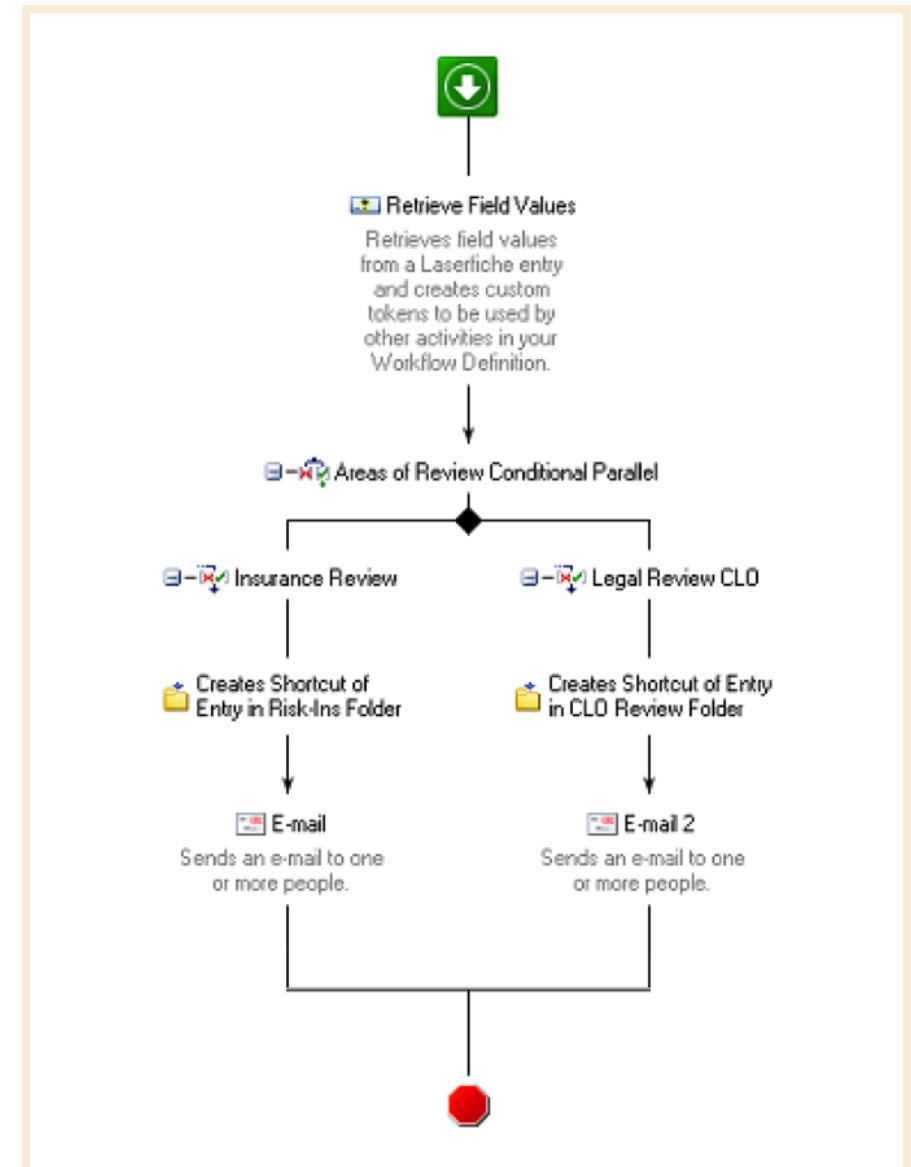 Retrieve Field Values
Retrieves field values
from a Laserfiche entry
and creates custom
tokens to be used by
other activities in your
Workflow Definition.
Areas of Review Conditional Parallel
Insurance Review
Legal Review CLO
Creates Shortcut of
Entry in Risk-Ins Folder
Creates Shortcut of Entry
in CLO Review Folder
E-mail
Sends an e-mail to one
or more people.
E-mail 2
Sends an e-mail to one
or more people.